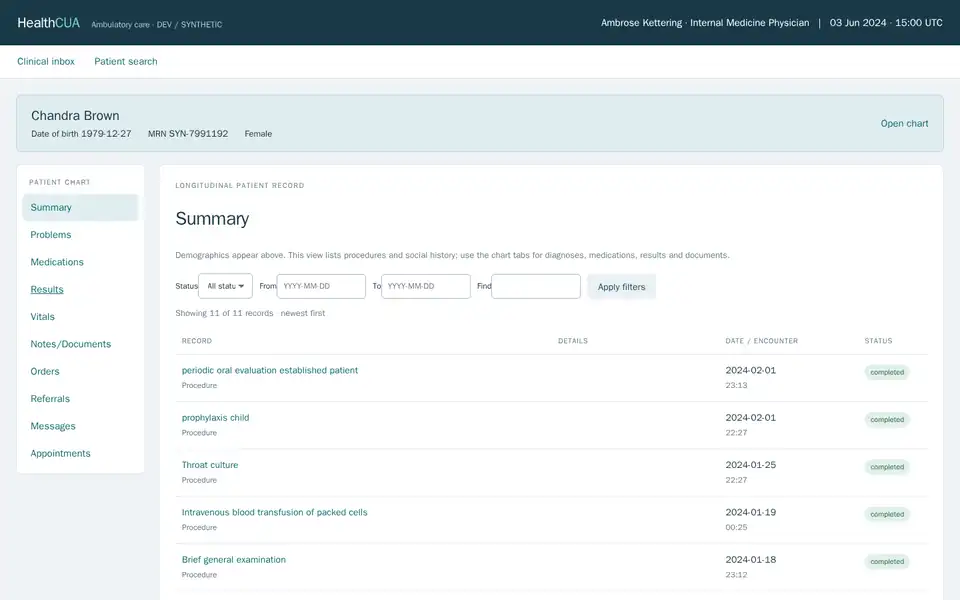 HealthCUA Ambulatory care · DEV / SYNTHETIC
Ambrose Kettering · Internal Medicine Physician | 03 Jun 2024 · 15:00 UTC
Clinical inbox Patient search
Chandra Brown
Date of birth 1979-12-27 MRN SYN-7991192 Female
Open chart
PATIENT CHART
Summary
Problems
Medications
Results
Vitals
Notes/Documents
Orders
Referrals
Messages
Appointments
LONGITUDINAL PATIENT RECORD
Summary
Demographics appear above. This view lists procedures and social history; use the chart tabs for diagnoses, medications, results and documents.
Status All statu From YYYY-MM-DD To YYYY-MM-DD Find Apply filters
Showing 11 of 11 records newest first
RECORD DETAILS DATE / ENCOUNTER STATUS
periodic oral evaluation established patient 2024-02-01 completed
Procedure 23:13
prophylaxis child 2024-02-01 completed
Procedure 22:27
Throat culture 2024-01-25 completed
Procedure 22:27
Intravenous blood transfusion of packed cells 2024-01-19 completed
Procedure 00:25
Brief general examination 2024-01-18 completed
Procedure 23:12